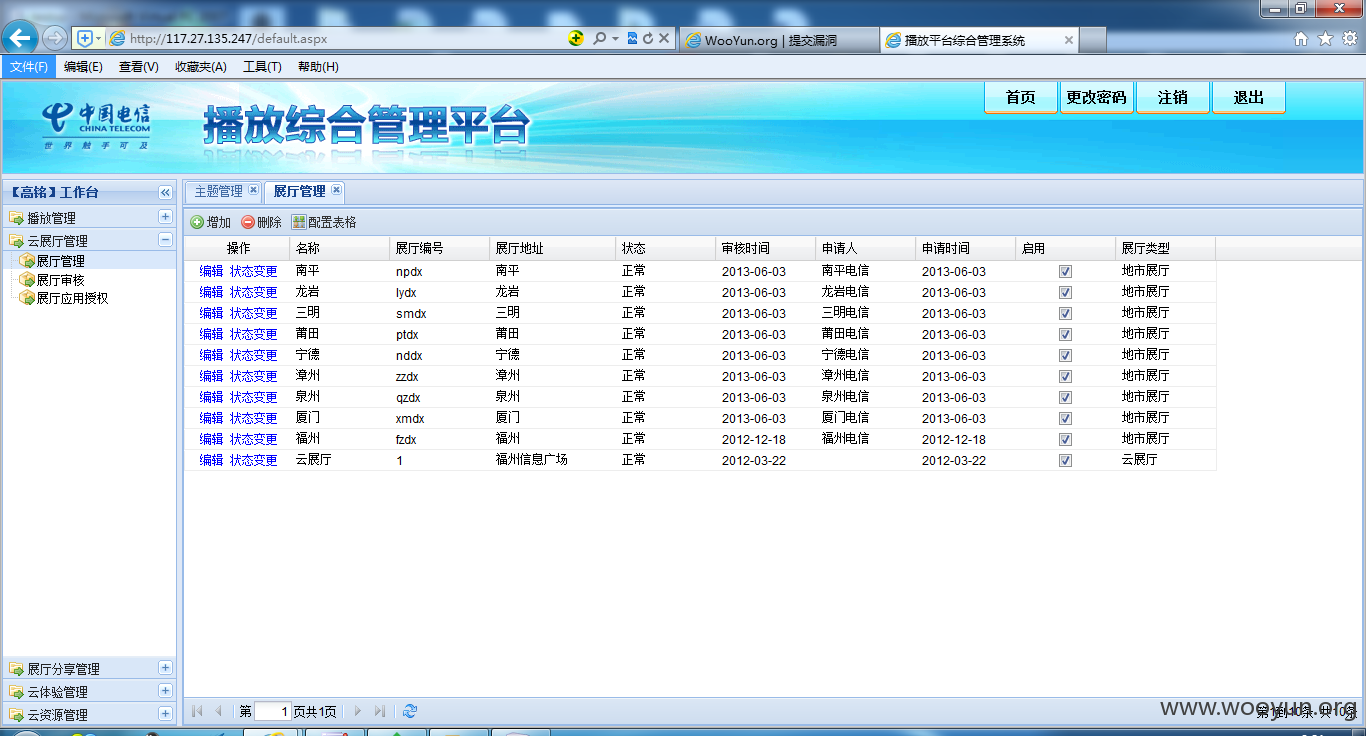 http://117.27.135.247/default.aspx
WooYun.org | 提交漏洞
播放平台综合管理系统
文件(F) 编辑(E) 查看(V) 收藏夹(A) 工具(T) 帮助(H)
中国电信
CHINA TELECOM
世界触手可及
播放综合管理平台
首页 更改密码 注销 退出
【高铭】工作台
播放管理
云展厅管理
展厅管理
展厅审核
展厅应用授权
展厅分享管理
云体验管理
云资源管理
主题管理 展厅管理
增加 删除 配置表格
操作 名称 展厅编号 展厅地址 状态 审核时间 申请人 申请时间 启用 展厅类型
编辑 状态变更 南平 npdx 南平 正常 2013-06-03 南平电信 2013-06-03 地市展厅
编辑 状态变更 龙岩 lydx 龙岩 正常 2013-06-03 龙岩电信 2013-06-03 地市展厅
编辑 状态变更 三明 smdx 三明 正常 2013-06-03 三明电信 2013-06-03 地市展厅
编辑 状态变更 莆田 ptdx 莆田 正常 2013-06-03 莆田电信 2013-06-03 地市展厅
编辑 状态变更 宁德 nddx 宁德 正常 2013-06-03 宁德电信 2013-06-03 地市展厅
编辑 状态变更 漳州 zzdx 漳州 正常 2013-06-03 漳州电信 2013-06-03 地市展厅
编辑 状态变更 泉州 qzdx 泉州 正常 2013-06-03 泉州电信 2013-06-03 地市展厅
编辑 状态变更 厦门 xmdx 厦门 正常 2013-06-03 厦门电信 2013-06-03 地市展厅
编辑 状态变更 福州 fzdx 福州 正常 2012-12-18 福州电信 2012-12-18 地市展厅
编辑 状态变更 云展厅 1 福州信息广场 正常 2012-03-22 2012-03-22 云展厅
第 1 页共1页
www.wooyun.org